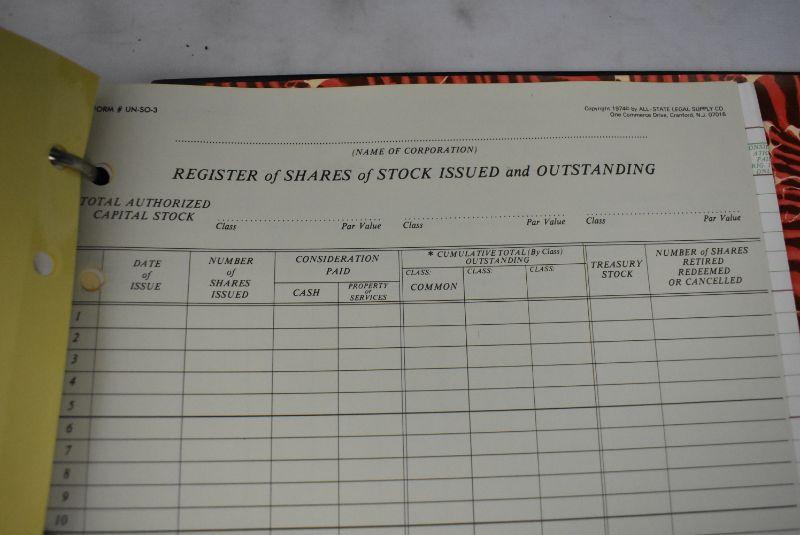 FORM # UN-SO-3
Copyright 1974© by ALL-STATE LEGAL SUPPLY CO.
One Commerce Drive, Cranford, N.J. 07016
(NAME OF CORPORATION)
REGISTER of SHARES of STOCK ISSUED and OUTSTANDING
TOTAL AUTHORIZED
CAPITAL STOCK
Class Par Value Class Par Value Class Par Value
DATE
of
ISSUE
NUMBER
of
SHARES
ISSUED
CONSIDERATION
PAID
CASH
PROPERTY
or
SERVICES
* CUMULATIVE TOTAL (By Class)
OUTSTANDING
CLASS: CLASS: CLASS:
COMMON
TREASURY
STOCK
NUMBER of SHARES
RETIRED
REDEEMED
OR CANCELLED
1
2
3
4
5
6
7
8
9
10